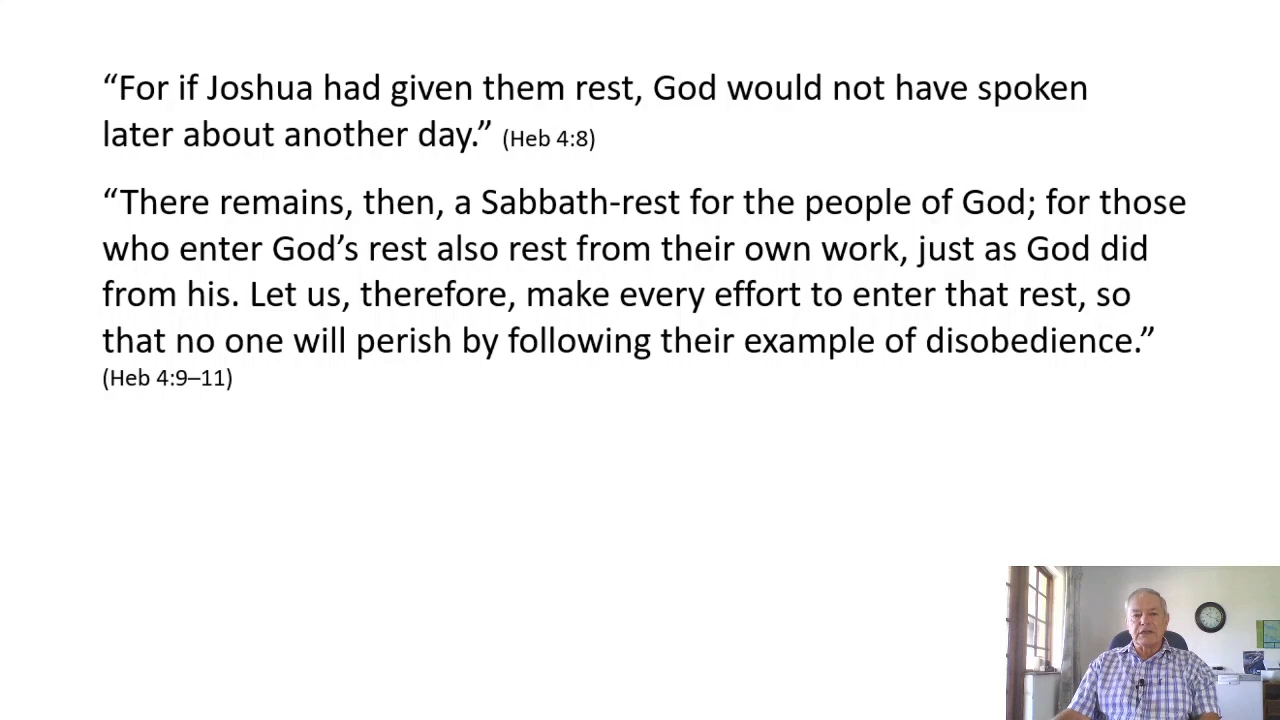 “For if Joshua had given them rest, God would not have spoken
later about another day.” (Heb 4:8)
“There remains, then, a Sabbath-rest for the people of God; for those
who enter God’s rest also rest from their own work, just as God did
from his. Let us, therefore, make every effort to enter that rest, so
that no one will perish by following their example of disobedience.”
(Heb 4:9–11)